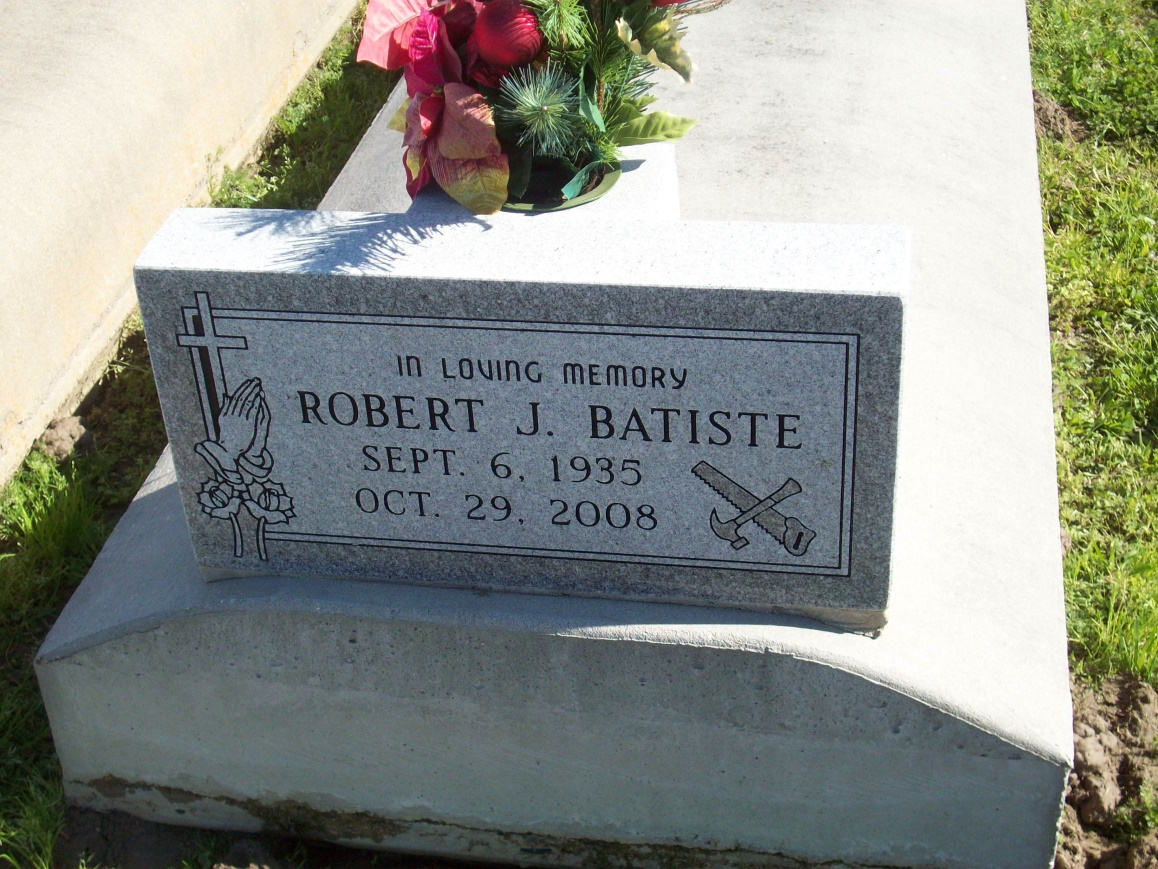 IN LOVING MEMORY
ROBERT J. BATISTE
SEPT. 6, 1935
OCT. 29, 2008